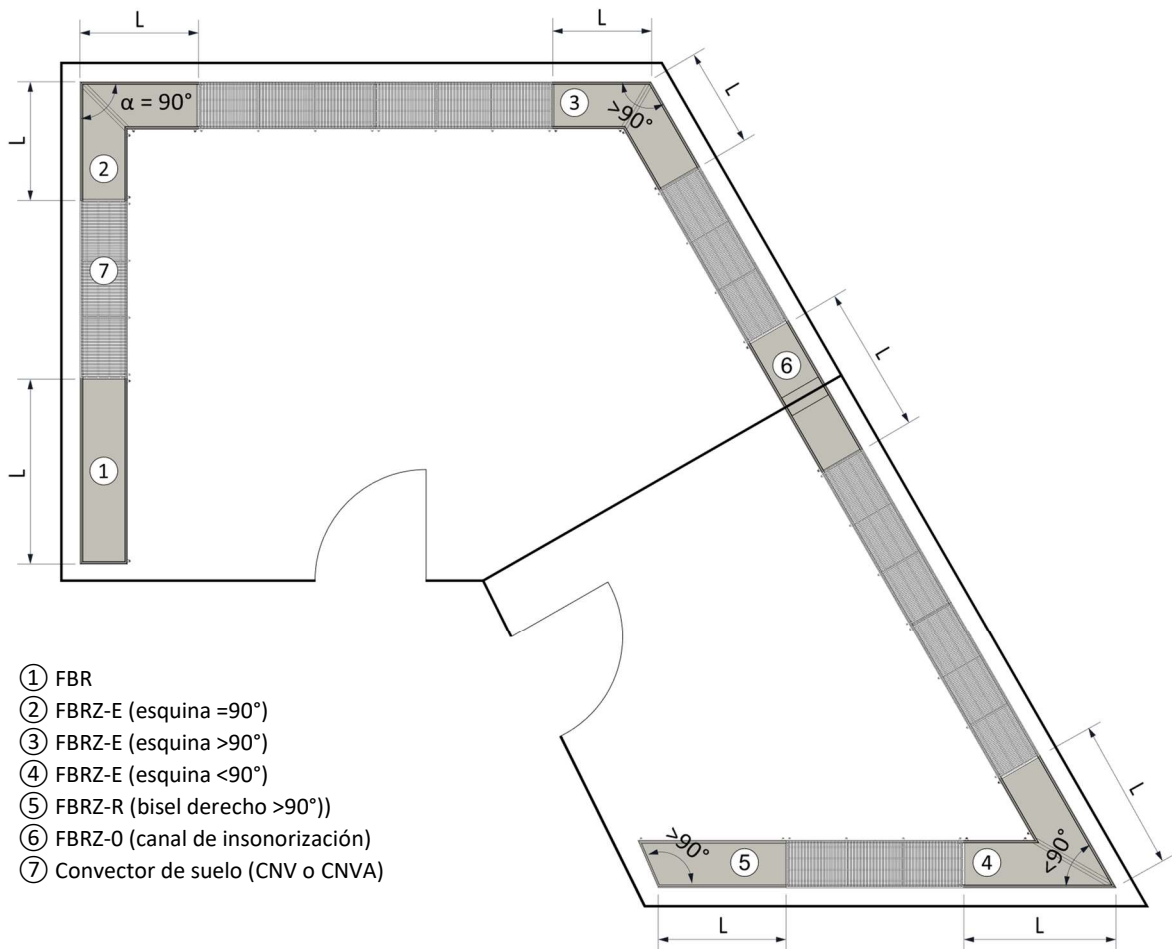 L
L
L
α = 90°
3
>90°
L
2
7
L
6
L
1
① FBR
② FBRZ-E (esquina =90°)
③ FBRZ-E (esquina >90°)
④ FBRZ-E (esquina <90°)
⑤ FBRZ-R (bisel derecho >90°))
⑥ FBRZ-0 (canal de insonorización)
⑦ Convector de suelo (CNV o CNVA)
L
>90°
5
4
<90°
L
L